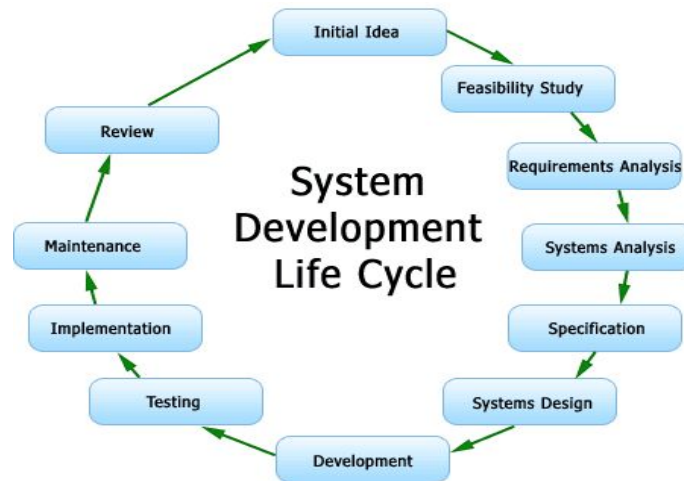 Initial Idea
Feasibility Study
Requirements Analysis
Systems Analysis
Specification
Systems Design
Development
Testing
Implementation
Maintenance
Review
System
Development
Life Cycle